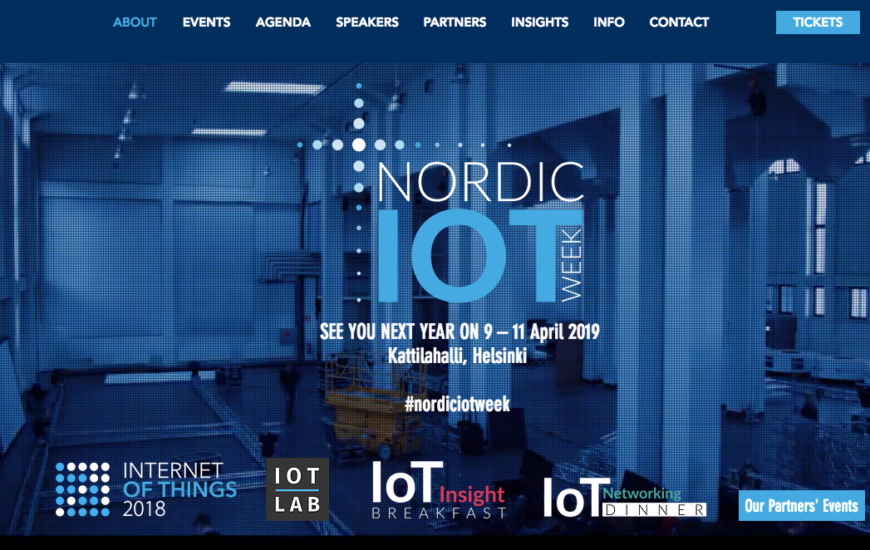 ABOUT EVENTS AGENDA SPEAKERS PARTNERS INSIGHTS INFO CONTACT TICKETS
NORDIC
IOT
WEEK
SEE YOU NEXT YEAR ON 9 – 11 April 2019
Kattilahalli, Helsinki
#nordiciotweek
INTERNET
OF THINGS
2018
IOT
LAB
IoT Insight
BREAKFAST
IoT Networking
DINNER
Our Partners' Events